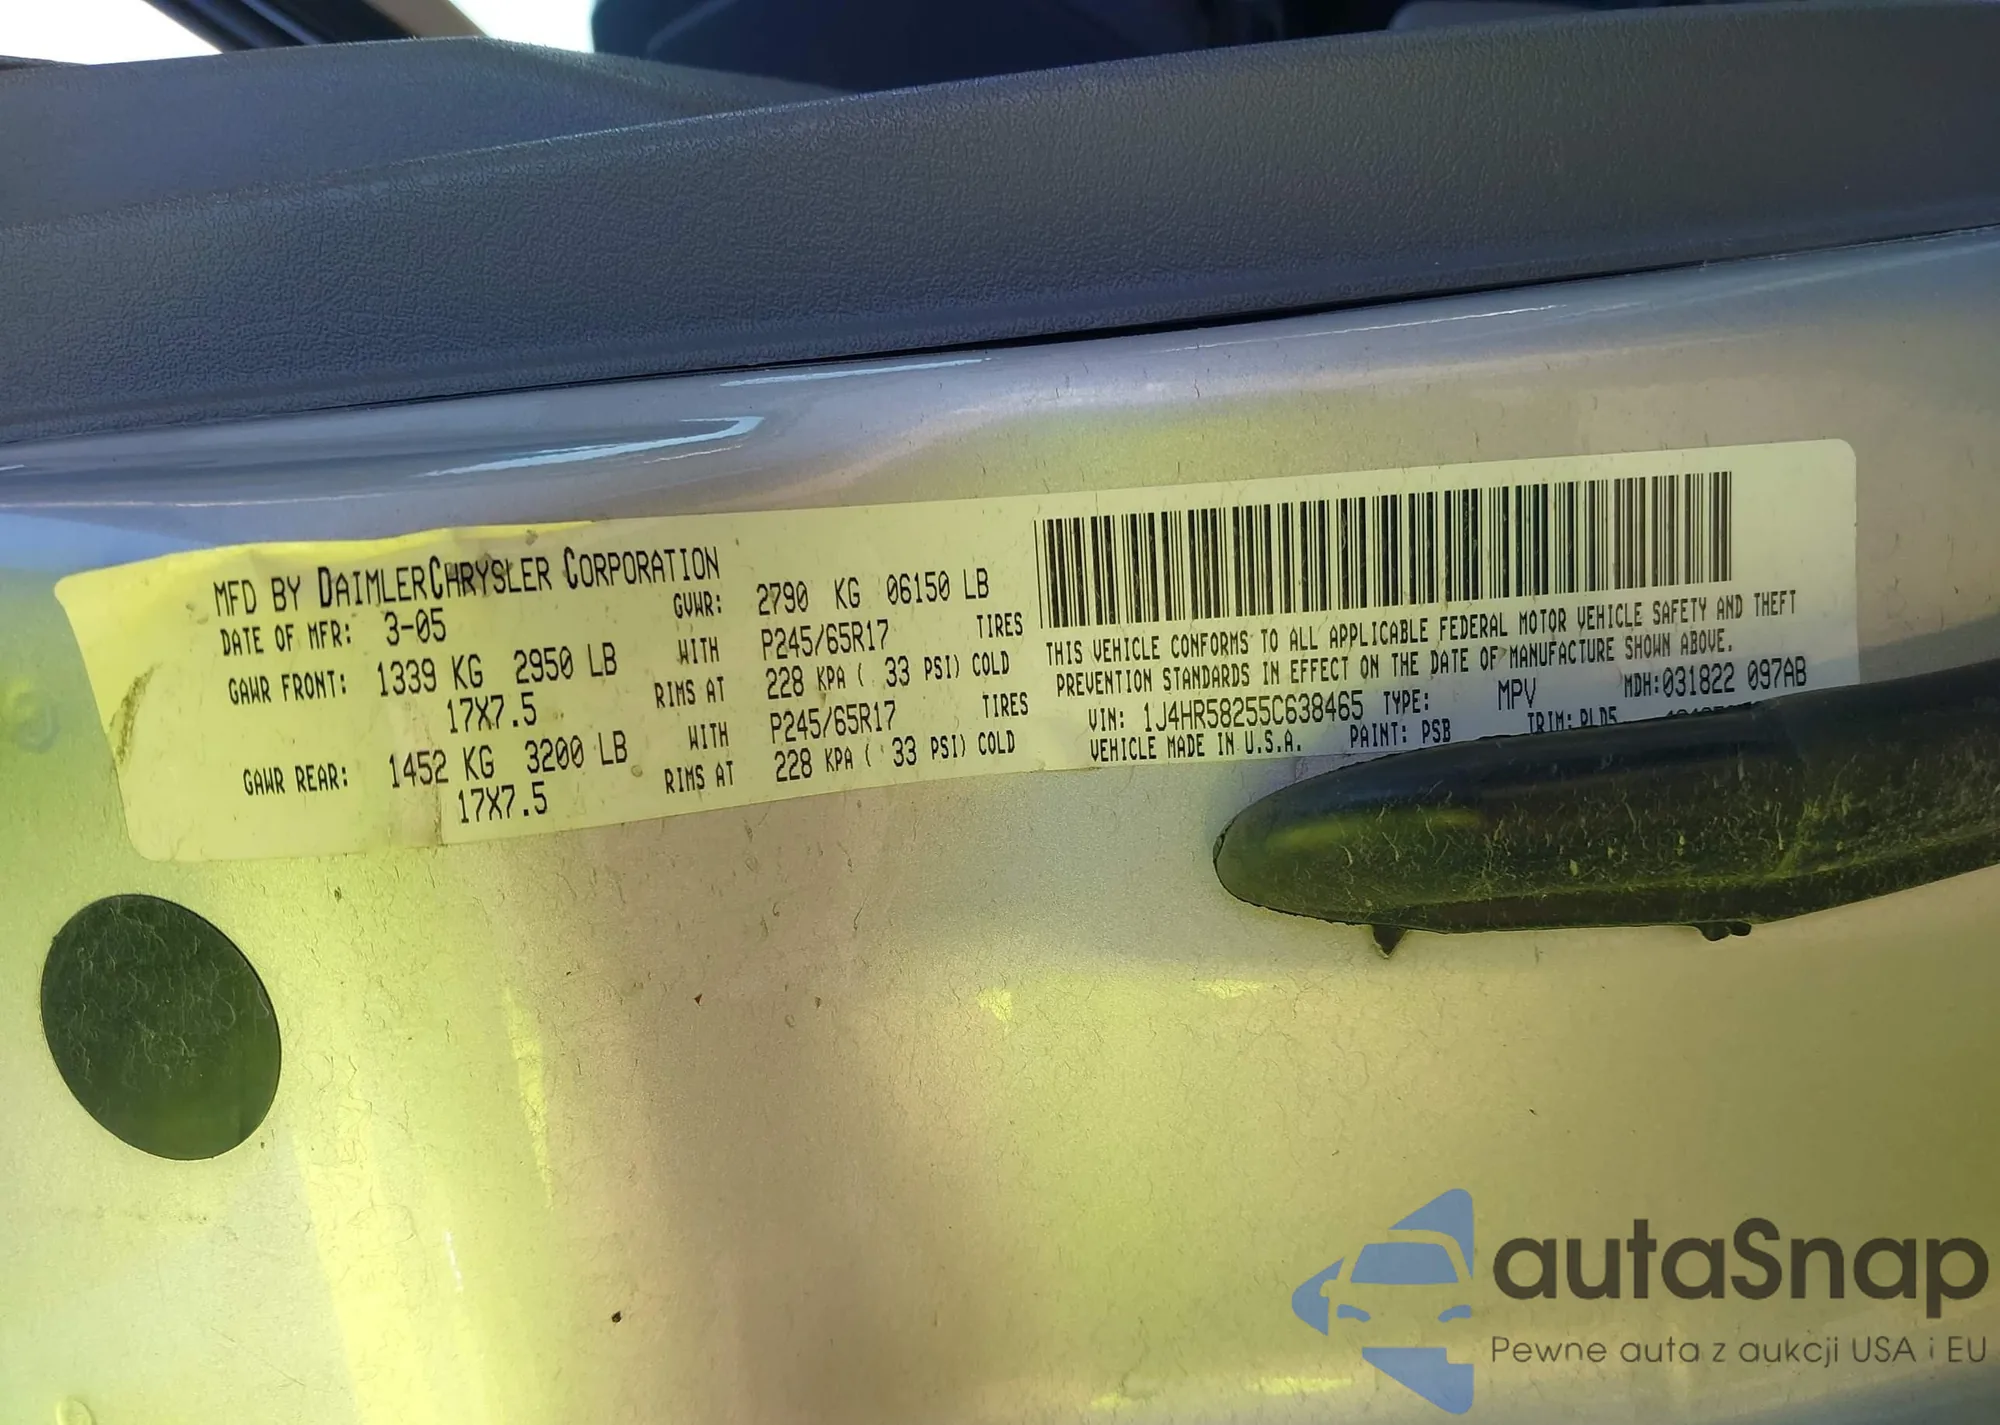 MFD BY DAIMLERCHRYSLER CORPORATION
DATE OF MFR: 3-05 GVWR: 2790 KG 06150 LB
GAWR FRONT: 1339 KG 2950 LB WITH P245/65R17 TIRES
17X7.5 RIMS AT 228 KPA ( 33 PSI) COLD
GAWR REAR: 1452 KG 3200 LB WITH P245/65R17 TIRES
17X7.5 RIMS AT 228 KPA ( 33 PSI) COLD
THIS VEHICLE CONFORMS TO ALL APPLICABLE FEDERAL MOTOR VEHICLE SAFETY AND THEFT
PREVENTION STANDARDS IN EFFECT ON THE DATE OF MANUFACTURE SHOWN ABOVE.
VIN: 1J4HR58255C638465 TYPE: MPV MDH:031822 097AB
VEHICLE MADE IN U.S.A. PAINT: PSB TRIM:
autaSnap
Pewne auta z aukcji USA i EU